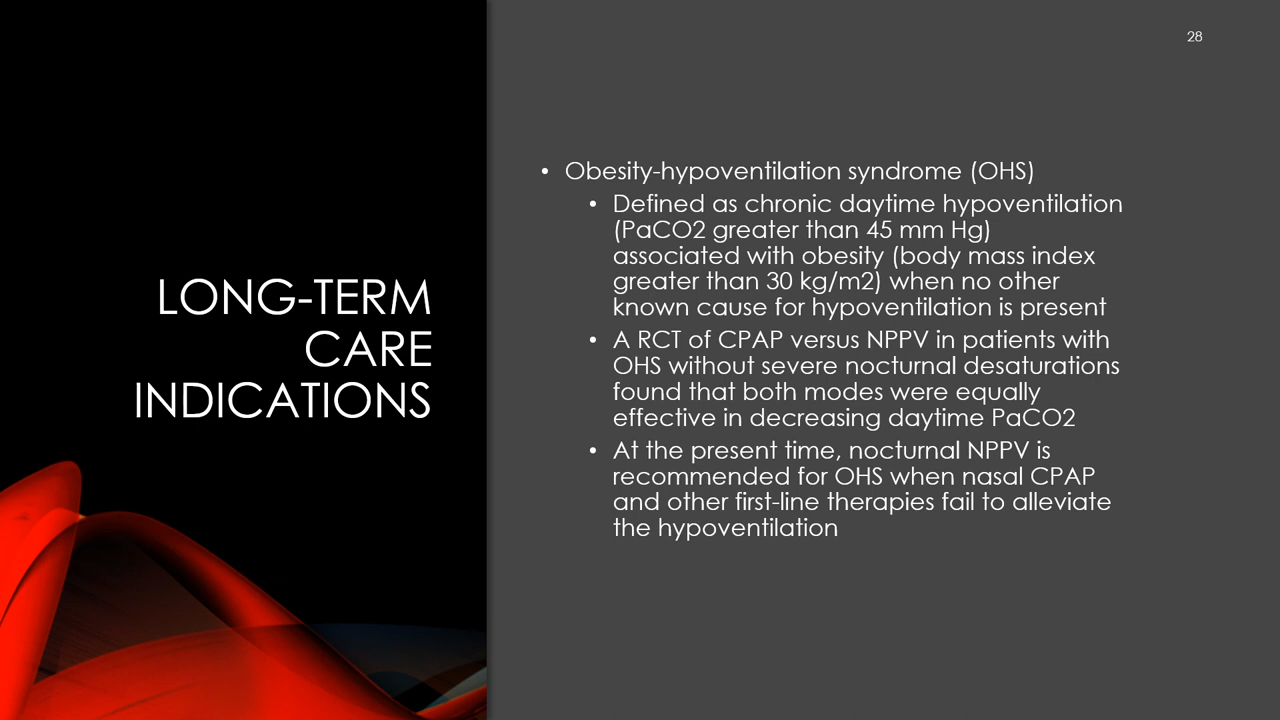 28
LONG-TERM
CARE
INDICATIONS
• Obesity-hypoventilation syndrome (OHS)
• Defined as chronic daytime hypoventilation
(PaCO2 greater than 45 mm Hg)
associated with obesity (body mass index
greater than 30 kg/m2) when no other
known cause for hypoventilation is present
• A RCT of CPAP versus NPPV in patients with
OHS without severe nocturnal desaturations
found that both modes were equally
effective in decreasing daytime PaCO2
• At the present time, nocturnal NPPV is
recommended for OHS when nasal CPAP
and other first-line therapies fail to alleviate
the hypoventilation